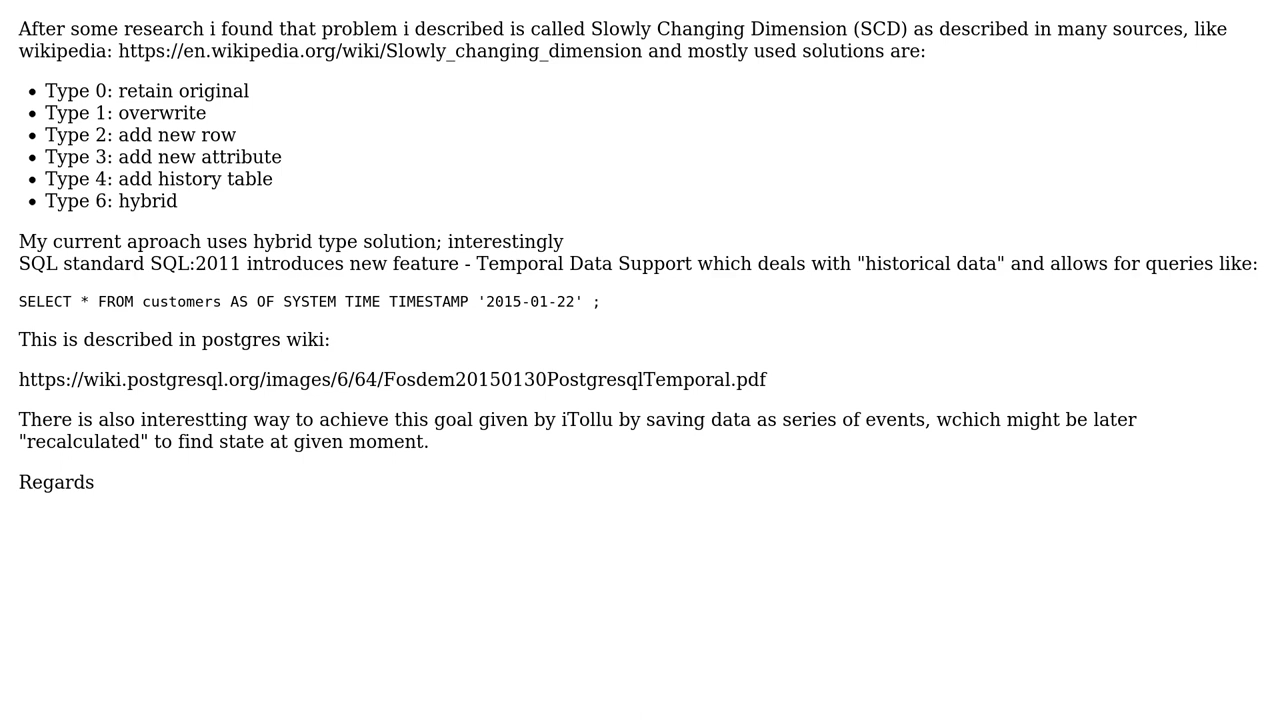 After some research i found that problem i described is called Slowly Changing Dimension (SCD) as described in many sources, like
wikipedia: https://en.wikipedia.org/wiki/Slowly_changing_dimension and mostly used solutions are:
• Type 0: retain original
• Type 1: overwrite
• Type 2: add new row
• Type 3: add new attribute
• Type 4: add history table
• Type 6: hybrid
My current aproach uses hybrid type solution; interestingly
SQL standard SQL:2011 introduces new feature - Temporal Data Support which deals with "historical data" and allows for queries like:
SELECT * FROM customers AS OF SYSTEM TIME TIMESTAMP '2015-01-22' ;
This is described in postgres wiki:
https://wiki.postgresql.org/images/6/64/Fosdem20150130PostgresqlTemporal.pdf
There is also interestting way to achieve this goal given by iTollu by saving data as series of events, wchich might be later
"recalculated" to find state at given moment.
Regards